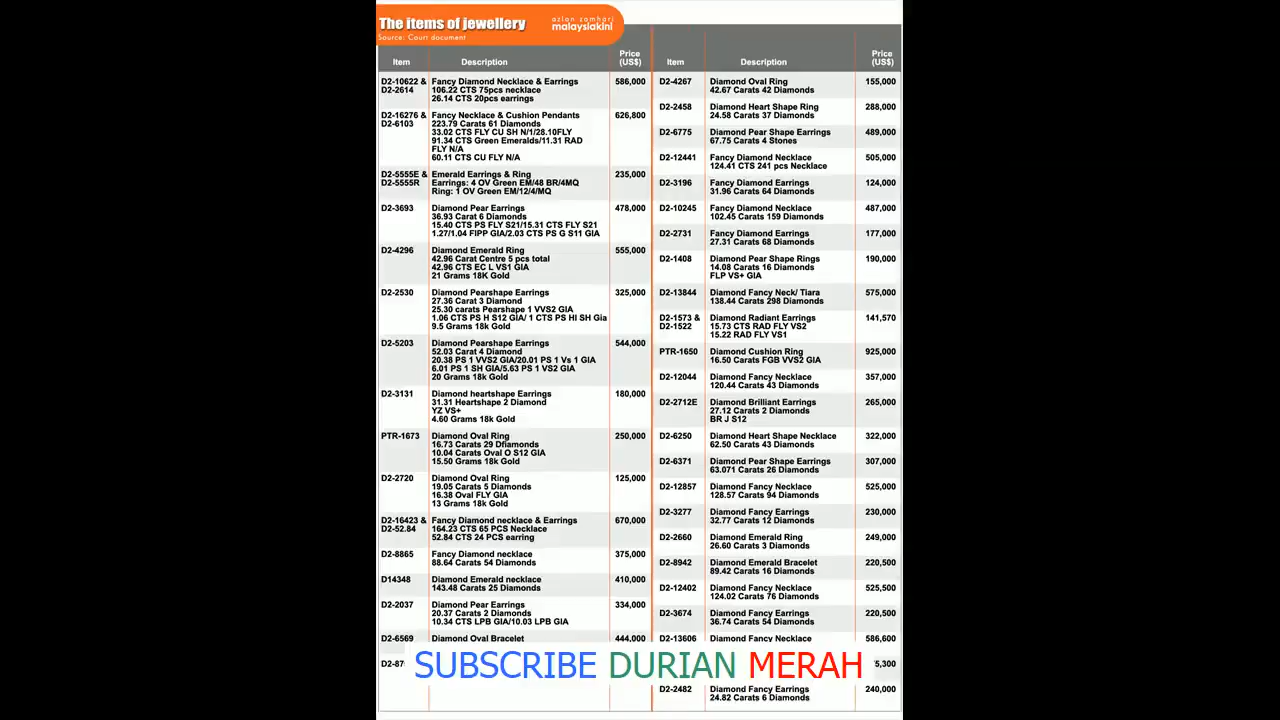 The items of jewellery
azlan zamhari
malaysiakini
Source: Court document
Item Description Price (US$)
D2-10622 & D2-2614 Fancy Diamond Necklace & Earrings 586,000
106.22 CTS 75pcs necklace
26.14 CTS 20pcs earrings
D2-16276 & D2-6103 Fancy Necklace & Cushion Pendants 626,800
223.79 Carats 61 Diamonds
33.02 CTS FLY CU SH N/1/28.10FLY
91.34 CTS Green Emeralds/11.31 RAD
FLY N/A
60.11 CTS CU FLY N/A
D2-5555E & D2-5555R Emerald Earrings & Ring 235,000
Earrings: 4 OV Green EM/48 BR/4MQ
Ring: 1 OV Green EM/12/4/MQ
D2-3693 Diamond Pear Earrings 478,000
36.93 Carat 6 Diamonds
15.40 CTS PS FLY S21/15.31 CTS FLY S21
1.27/1.04 FIPP GIA/2.03 CTS PS G S11 GIA
D2-4296 Diamond Emerald Ring 555,000
42.96 Carat Centre 5 pcs total
42.96 CTS EC L VS1 GIA
21 Grams 18K Gold
D2-2530 Diamond Pearshape Earrings 325,000
27.36 Carat 3 Diamond
25.30 carats Pearshape 1 VVS2 GIA
1.06 CTS PS H S12 GIA/ 1 CTS PS HI SH Gia
9.5 Grams 18k Gold
D2-5203 Diamond Pearshape Earrings 544,000
52.03 Carat 4 Diamond
20.38 PS 1 VVS2 GIA/20.01 PS 1 Vs 1 GIA
6.01 PS 1 SH GIA/5.63 PS 1 VS2 GIA
20 Grams 18k Gold
D2-3131 Diamond heartshape Earrings 180,000
31.31 Heartshape 2 Diamond
YZ VS+
4.60 Grams 18k Gold
PTR-1673 Diamond Oval Ring 250,000
16.73 Carats 29 Dfiamonds
10.04 Carats Oval O S12 GIA
15.50 Grams 18k Gold
D2-2720 Diamond Oval Ring 125,000
19.05 Carats 5 Diamonds
16.38 Oval FLY GIA
13 Grams 18k Gold
D2-16423 & D2-52.84 Fancy Diamond necklace & Earrings 670,000
164.23 CTS 65 PCS Necklace
52.84 CTS 24 PCS earring
D2-8865 Fancy Diamond necklace 375,000
88.64 Carats 54 Diamonds
D14348 Diamond Emerald necklace 410,000
143.48 Carats 25 Diamonds
D2-2037 Diamond Pear Earrings 334,000
20.37 Carats 2 Diamonds
10.34 CTS LPB GIA/10.03 LPB GIA
D2-6569 Diamond Oval Bracelet 444,000
D2-87
Item Description Price (US$)
D2-4267 Diamond Oval Ring 155,000
42.67 Carats 42 Diamonds
D2-2458 Diamond Heart Shape Ring 288,000
24.58 Carats 37 Diamonds
D2-6775 Diamond Pear Shape Earrings 489,000
67.75 Carats 4 Stones
D2-12441 Fancy Diamond Necklace 505,000
124.41 CTS 241 pcs Necklace
D2-3196 Fancy Diamond Earrings 124,000
31.96 Carats 64 Diamonds
D2-10245 Fancy Diamond Necklace 487,000
102.45 Carats 159 Diamonds
D2-2731 Fancy Diamond Earrings 177,000
27.31 Carats 68 Diamonds
D2-1408 Diamond Pear Shape Rings 190,000
14.08 Carats 16 Diamonds
FLP VS+ GIA
D2-13844 Diamond Fancy Neck/ Tiara 575,000
138.44 Carats 298 Diamonds
D2-1573 & D2-1522 Diamond Radiant Earrings 141,570
15.73 CTS RAD FLY VS2
15.22 RAD FLY VS1
PTR-1650 Diamond Cushion Ring 925,000
16.50 Carats FGB VVS2 GIA
D2-12044 Diamond Fancy Necklace 357,000
120.44 Carats 43 Diamonds
D2-2712E Diamond Brilliant Earrings 265,000
27.12 Carats 2 Diamonds
BR J S12
D2-6250 Diamond Heart Shape Necklace 322,000
62.50 Carats 43 Diamonds
D2-6371 Diamond Pear Shape Earrings 307,000
63.071 Carats 26 Diamonds
D2-12857 Diamond Fancy Necklace 525,000
128.57 Carats 94 Diamonds
D2-3277 Diamond Fancy Earrings 230,000
32.77 Carats 12 Diamonds
D2-2660 Diamond Emerald Ring 249,000
26.60 Carats 3 Diamonds
D2-8942 Diamond Emerald Bracelet 220,500
89.42 Carats 16 Diamonds
D2-12402 Diamond Fancy Necklace 525,500
124.02 Carats 76 Diamonds
D2-3674 Diamond Fancy Earrings 220,500
36.74 Carats 54 Diamonds
D2-13606 Diamond Fancy Necklace 586,600
5,300
D2-2482 Diamond Fancy Earrings 240,000
24.82 Carats 6 Diamonds
SUBSCRIBE DURIAN MERAH